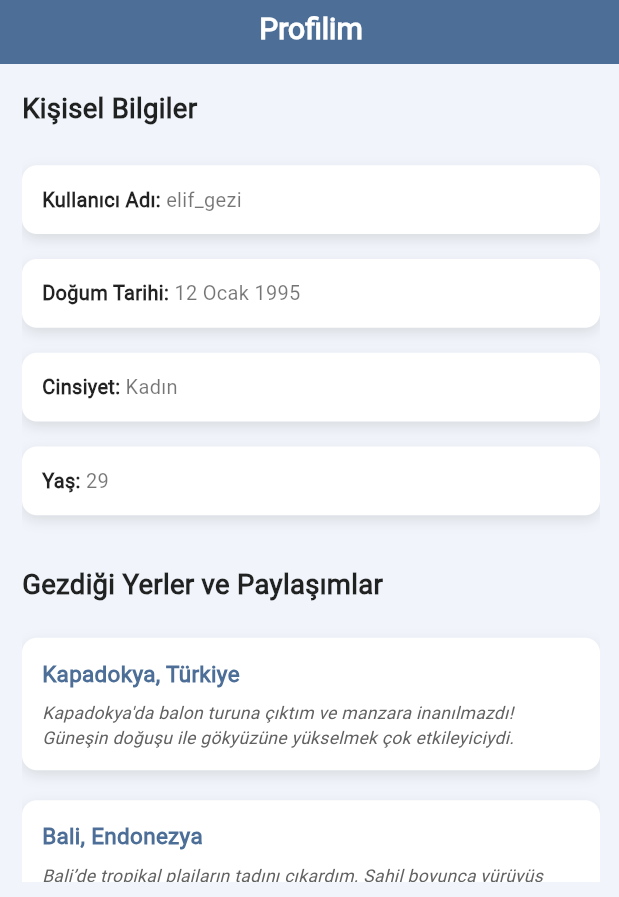 Profilim
Kişisel Bilgiler
Kullanıcı Adı: elif_gezi
Doğum Tarihi: 12 Ocak 1995
Cinsiyet: Kadın
Yaş: 29
Gezdiği Yerler ve Paylaşımlar
Kapadokya, Türkiye
Kapadokya'da balon turuna çıktım ve manzara inanılmazdı!
Güneşin doğuşu ile gökyüzüne yükselmek çok etkileyiciydi.
Bali, Endonezya
Bali'de tropikal plajların tadını çıkardım. Sahil boyunca yürüyüş